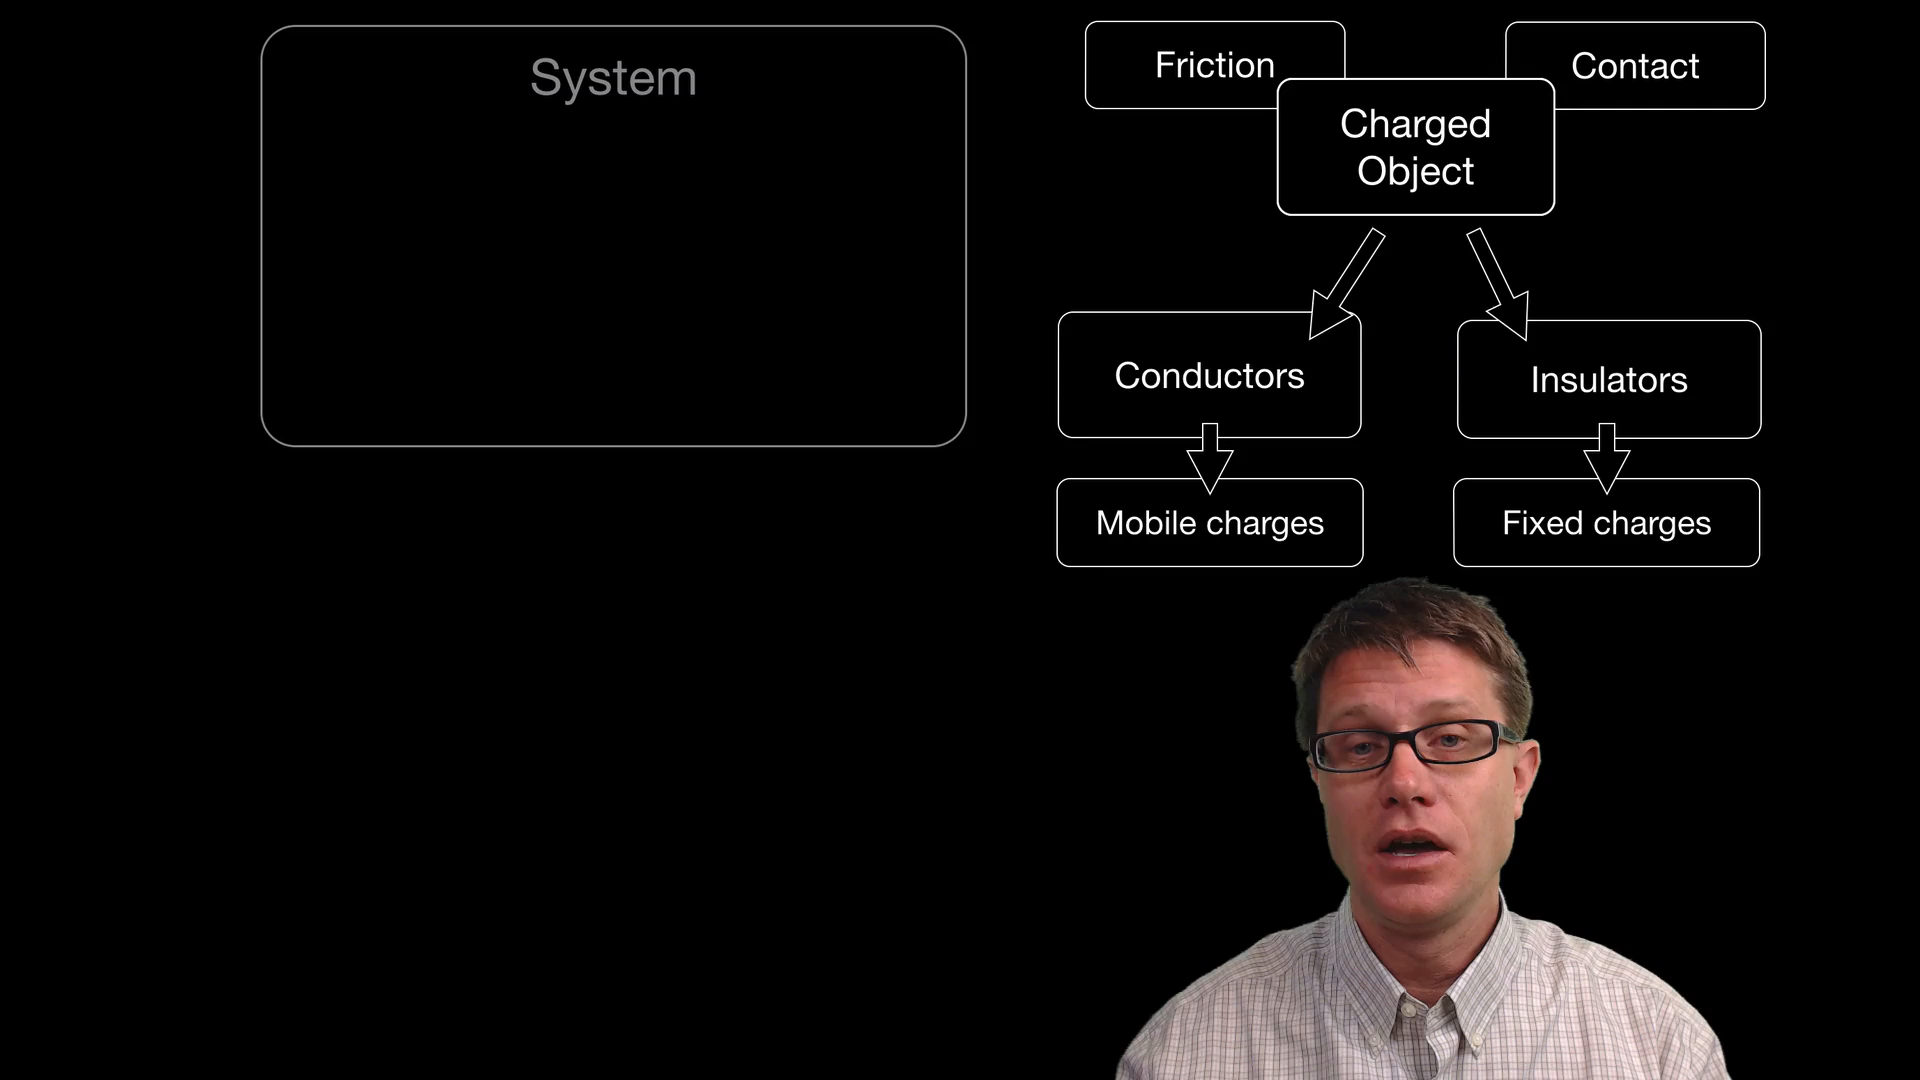 System
Friction
Contact
Charged
Object
Conductors
Insulators
Mobile charges
Fixed charges